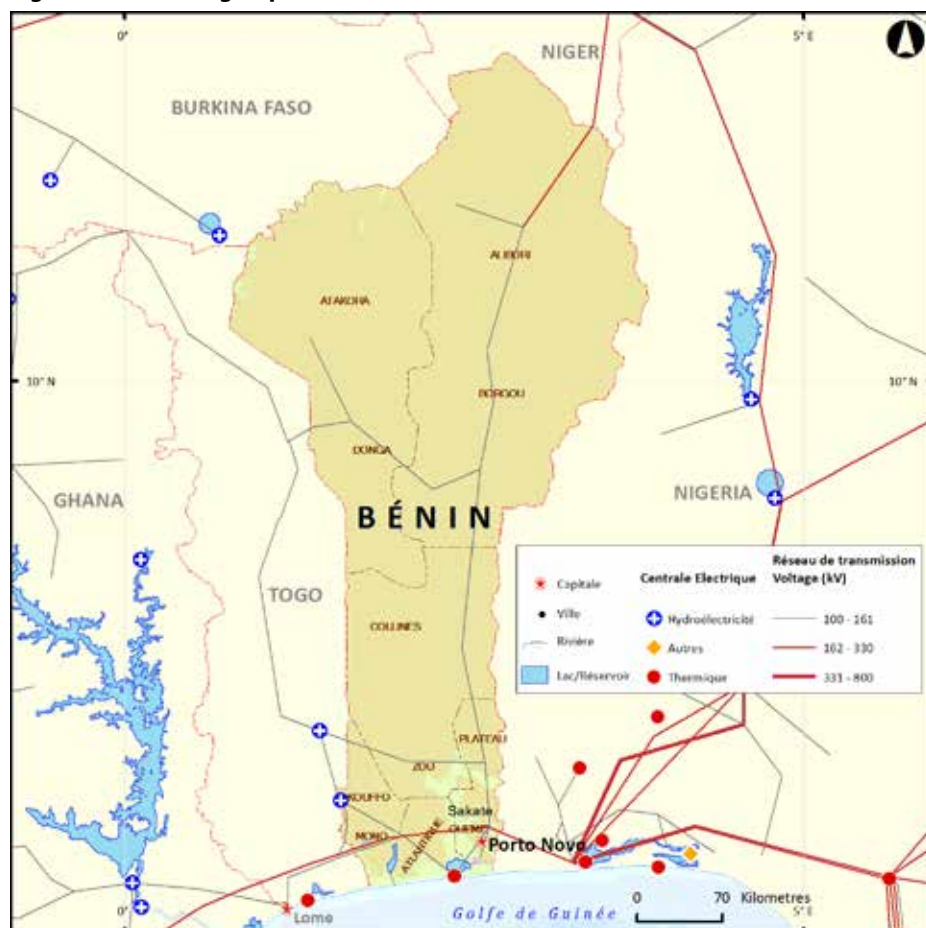 0°
5° E
NIGER
BURKINA FASO
ALIBORI
ATAKORA
10° N
10° N
BORGOU
DONGA
GHANA
NIGERIA
BÉNIN
TOGO
COLLINES
Réseau de transmission
Voltage (kV)
Centrale Electrique
Capitale
Ville
Rivière
Lac/Réservoir
Hydroélectricité
Autres
Thermique
100 - 161
162 - 330
331 - 800
PLATEAU
ZOU
KOUFFO
Sakate
OUEME
MONO
ATLANTIQUE
Porto Novo
0°
Lome
Golfe de Guinée
0 70 Kilometres